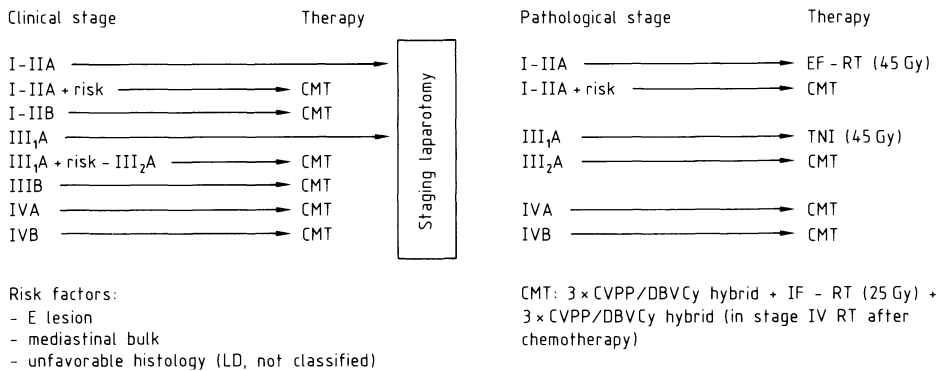 Clinical stage Therapy
I-IIA
I-IIA + risk CMT
I-IIB CMT
III₁A
III₁A + risk - III₂A CMT
IIIB CMT
IVA CMT
IVB CMT
Staging laparotomy
Pathological stage Therapy
I-IIA EF - RT (45 Gy)
I-IIA + risk CMT
III₁A TNI (45Gy)
III₂A CMT
IVA CMT
IVB CMT
Risk factors:
- E lesion
- mediastinal bulk
- unfavorable histology (LD, not classified)
CMT: 3 × CVPP/DBVCy hybrid + IF - RT (25 Gy) +
3 × CVPP/DBVCy hybrid (in stage IV RT after
chemotherapy)